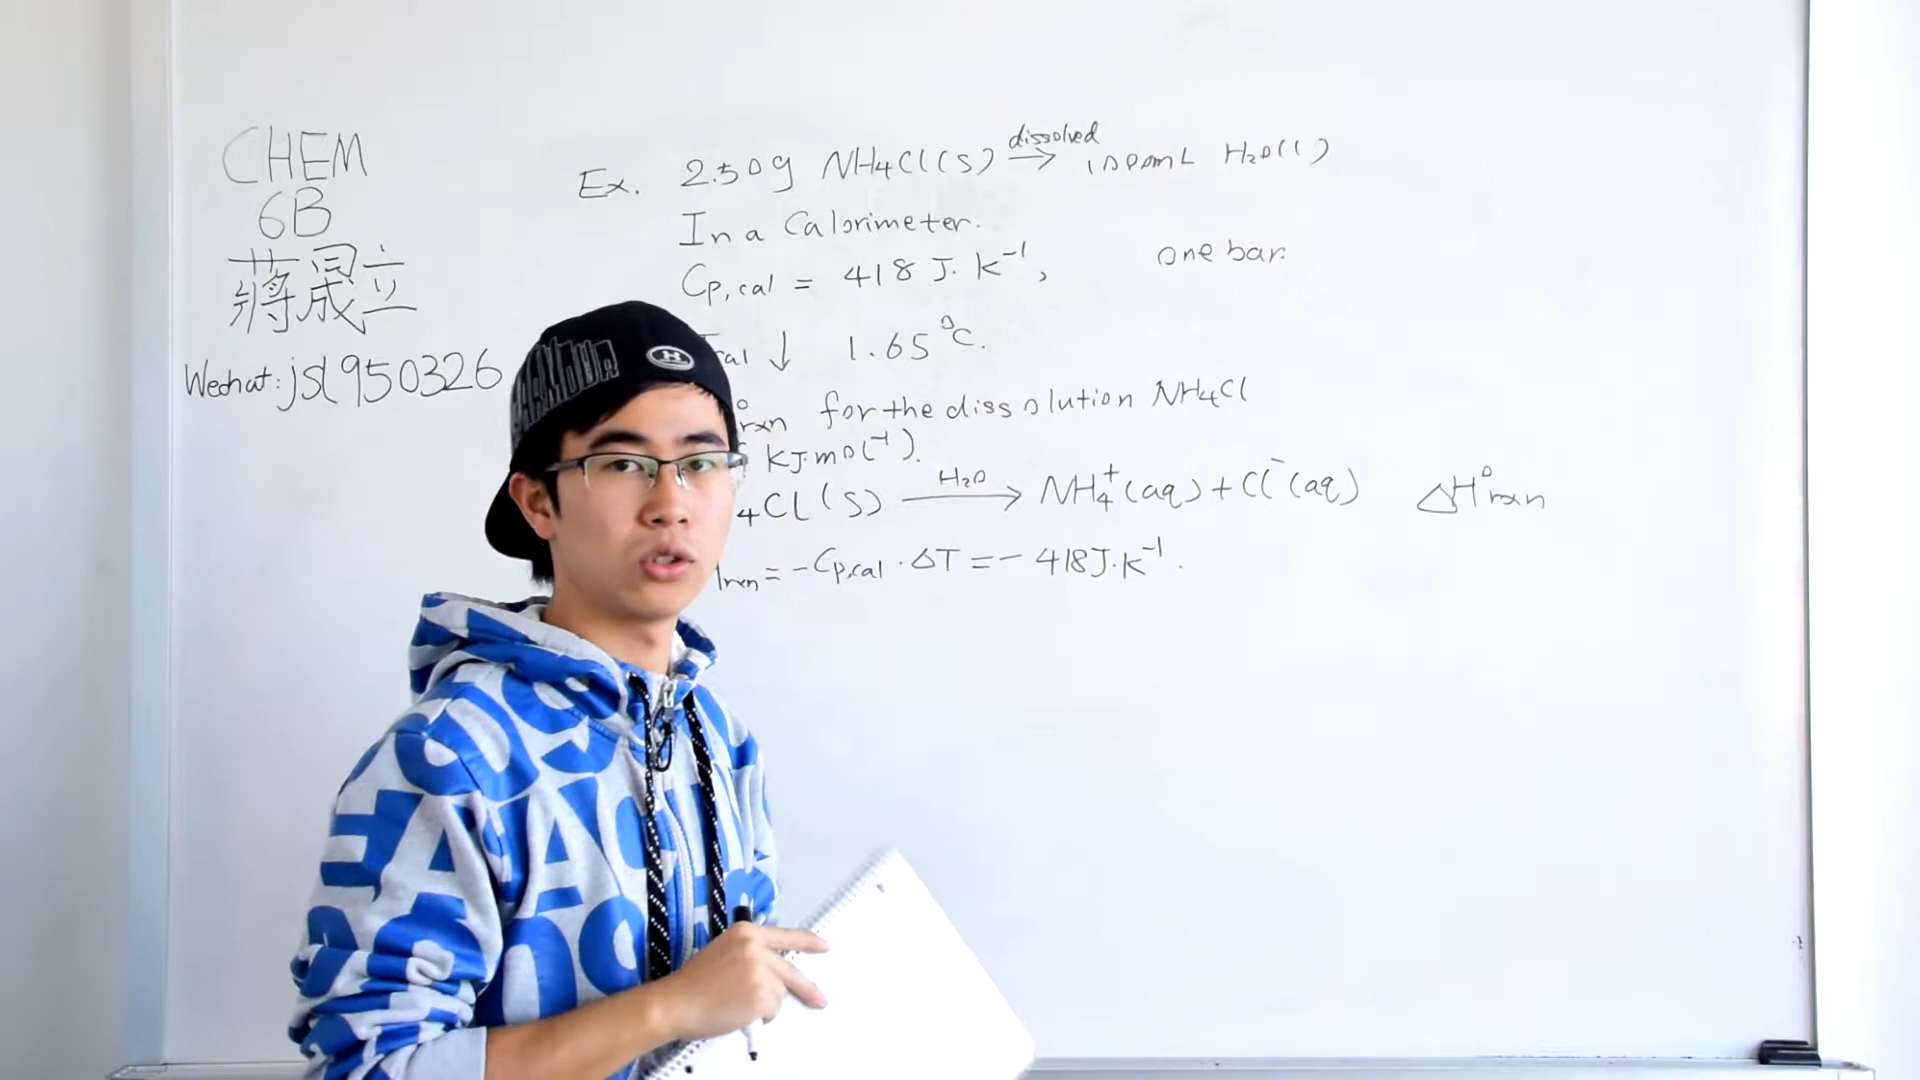 CHEM
6B
蔣晟立
Wechat: jsl950326
Ex. 2.50g NH4Cl(s) dissolved → 100mL H2O(l)
In a Calorimeter.
Cp,cal = 418 J·K⁻¹, one bar.
↓ 1.65 °C.
°rxn for the dissolution NH4Cl
KJ·mol⁻¹).
4Cl(s) H2O → NH4⁺(aq) + Cl⁻(aq) ΔH°rxn
rxn = -Cp,cal · ΔT = - 418J·K⁻¹ ·